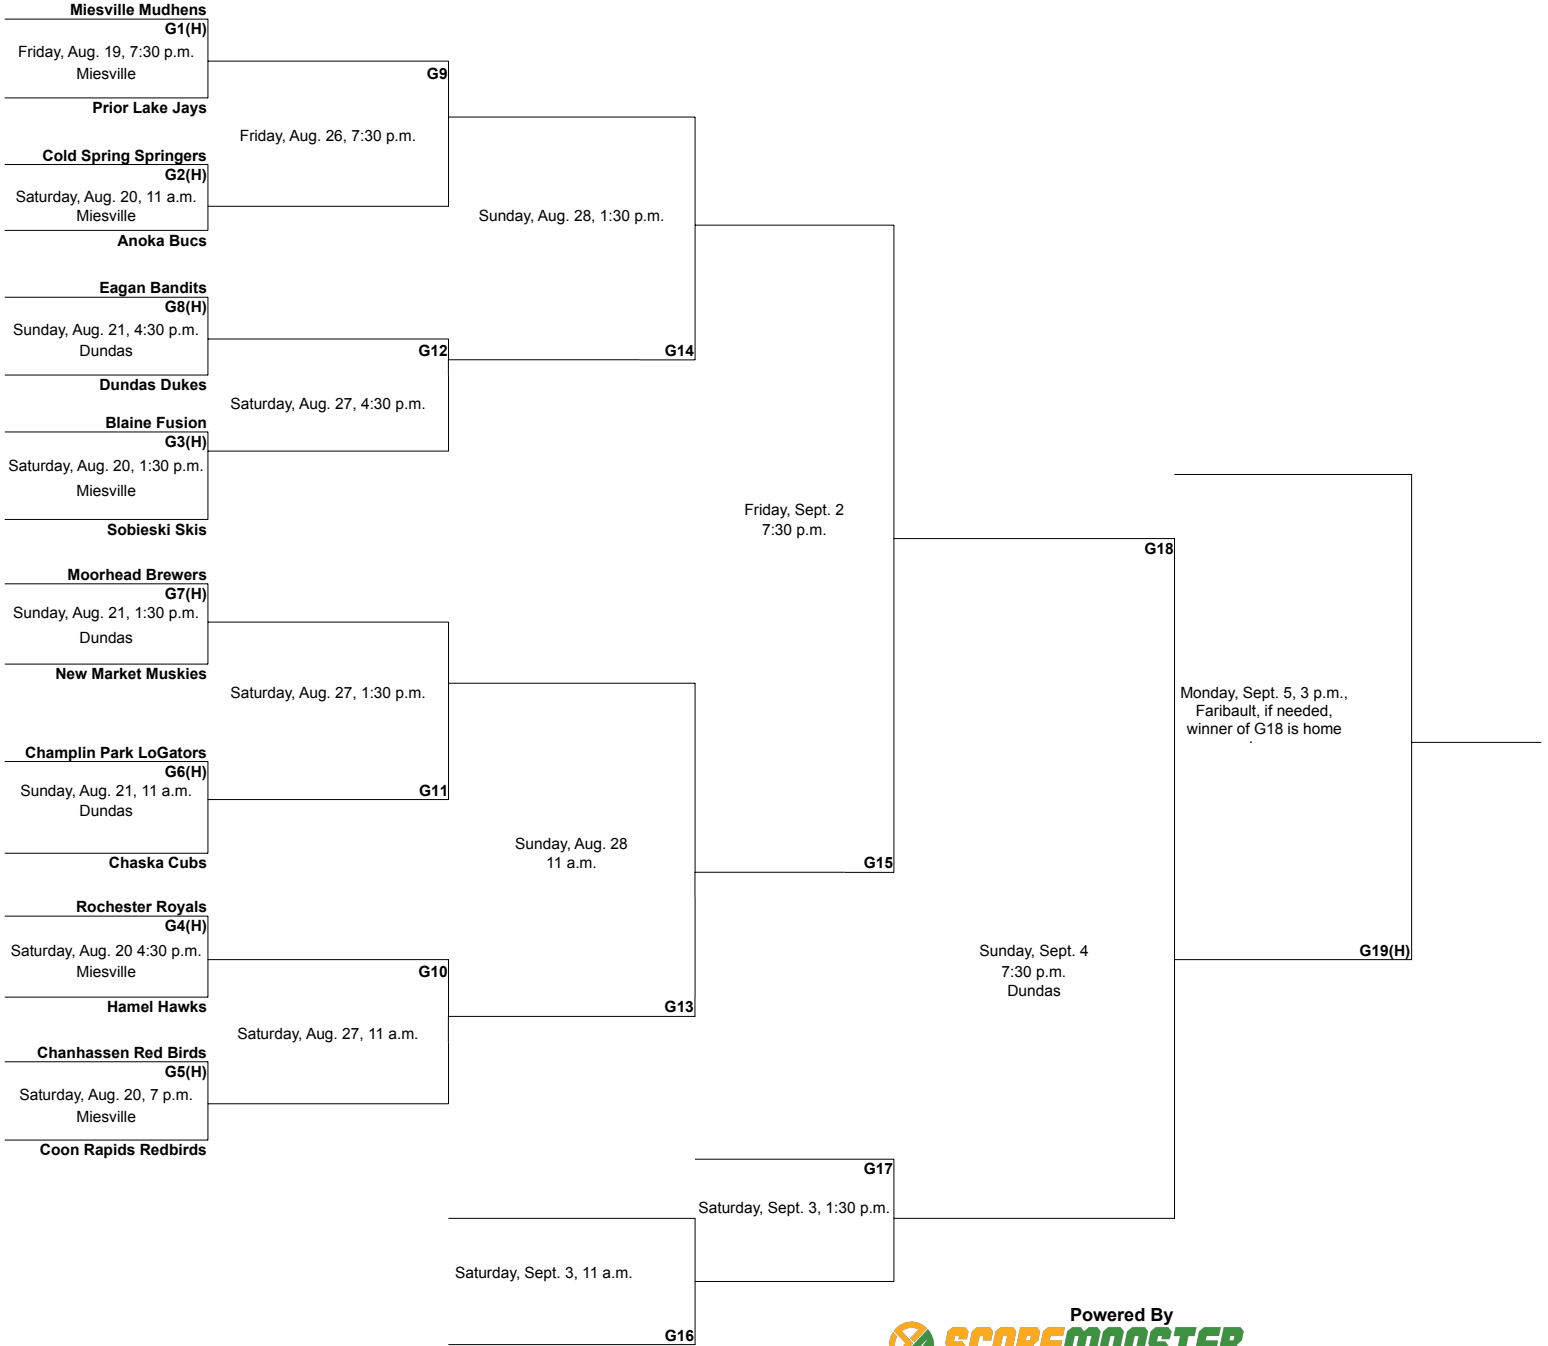 Miesville Mudhens
G1(H)
Friday, Aug. 19, 7:30 p.m.
Miesville
Prior Lake Jays
G9
Friday, Aug. 26, 7:30 p.m.
Cold Spring Springers
G2(H)
Saturday, Aug. 20, 11 a.m.
Miesville
Anoka Bucs
Sunday, Aug. 28, 1:30 p.m.
Eagan Bandits
G8(H)
Sunday, Aug. 21, 4:30 p.m.
Dundas
Dundas Dukes
G12
G14
Saturday, Aug. 27, 4:30 p.m.
Blaine Fusion
G3(H)
Saturday, Aug. 20, 1:30 p.m.
Miesville
Sobieski Skis
Friday, Sept. 2
7:30 p.m.
G18
Moorhead Brewers
G7(H)
Sunday, Aug. 21, 1:30 p.m.
Dundas
New Market Muskies
Saturday, Aug. 27, 1:30 p.m.
Monday, Sept. 5, 3 p.m.,
Faribault, if needed,
winner of G18 is home
Champlin Park LoGators
G6(H)
Sunday, Aug. 21, 11 a.m.
Dundas
Chaska Cubs
G11
Sunday, Aug. 28
11 a.m.
G15
Rochester Royals
G4(H)
Saturday, Aug. 20 4:30 p.m.
Miesville
Hamel Hawks
G10
G13
Sunday, Sept. 4
7:30 p.m.
Dundas
G19(H)
Saturday, Aug. 27, 11 a.m.
Chanhassen Red Birds
G5(H)
Saturday, Aug. 20, 7 p.m.
Miesville
Coon Rapids Redbirds
G17
Saturday, Sept. 3, 1:30 p.m.
Saturday, Sept. 3, 11 a.m.
G16
Powered By
SCOREMONSTER